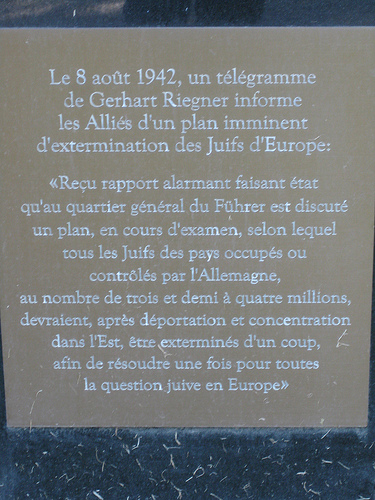 Le 8 août 1942, un télégramme
de Gerhart Riegner informe
les Alliés d'un plan imminent
d'extermination des Juifs d'Europe:
«Reçu rapport alarmant faisant état
qu'au quartier général du Führer est discuté
un plan, en cours d'examen, selon lequel
tous les Juifs des pays occupés ou
contrôlés par l'Allemagne,
au nombre de trois et demi à quatre millions,
devraient, après déportation et concentration
dans l'Est, être exterminés d'un coup,
afin de résoudre une fois pour toutes
la question juive en Europe»